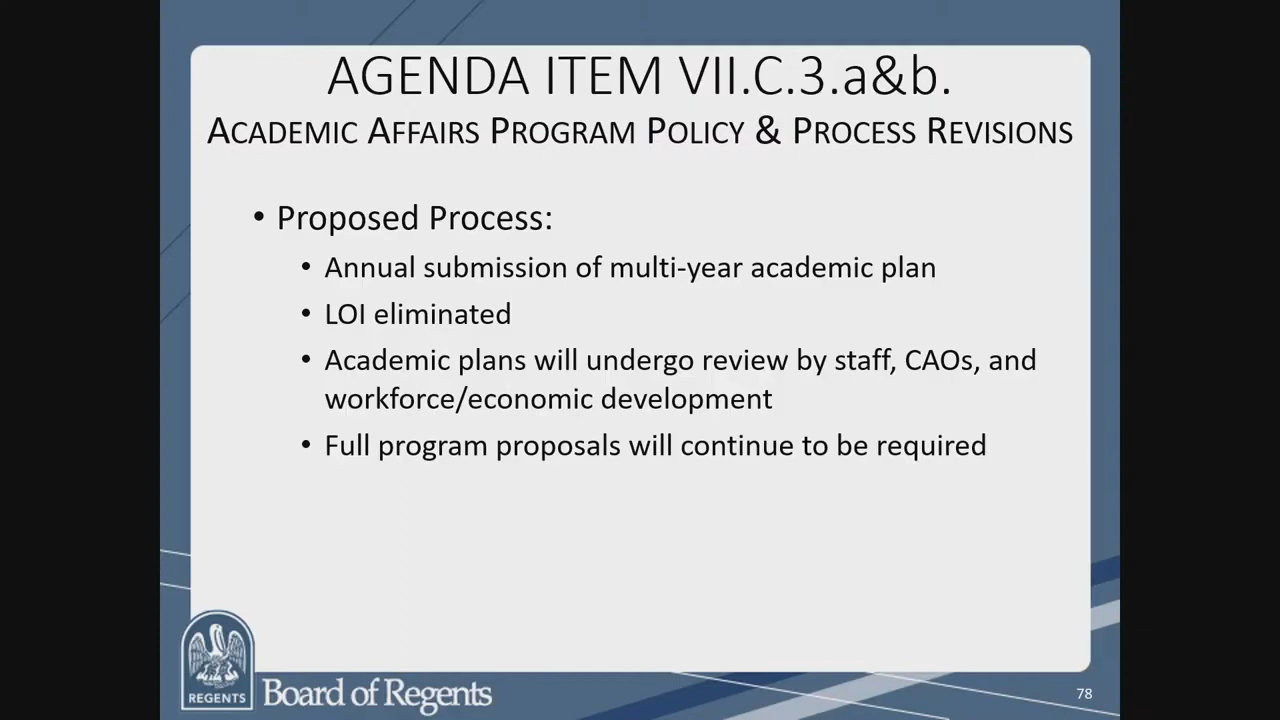 AGENDA ITEM VII.C.3.a&b.
ACADEMIC AFFAIRS PROGRAM POLICY & PROCESS REVISIONS
• Proposed Process:
• Annual submission of multi-year academic plan
• LOI eliminated
• Academic plans will undergo review by staff, CAOs, and
workforce/economic development
• Full program proposals will continue to be required
REGENTS
Board of Regents
78